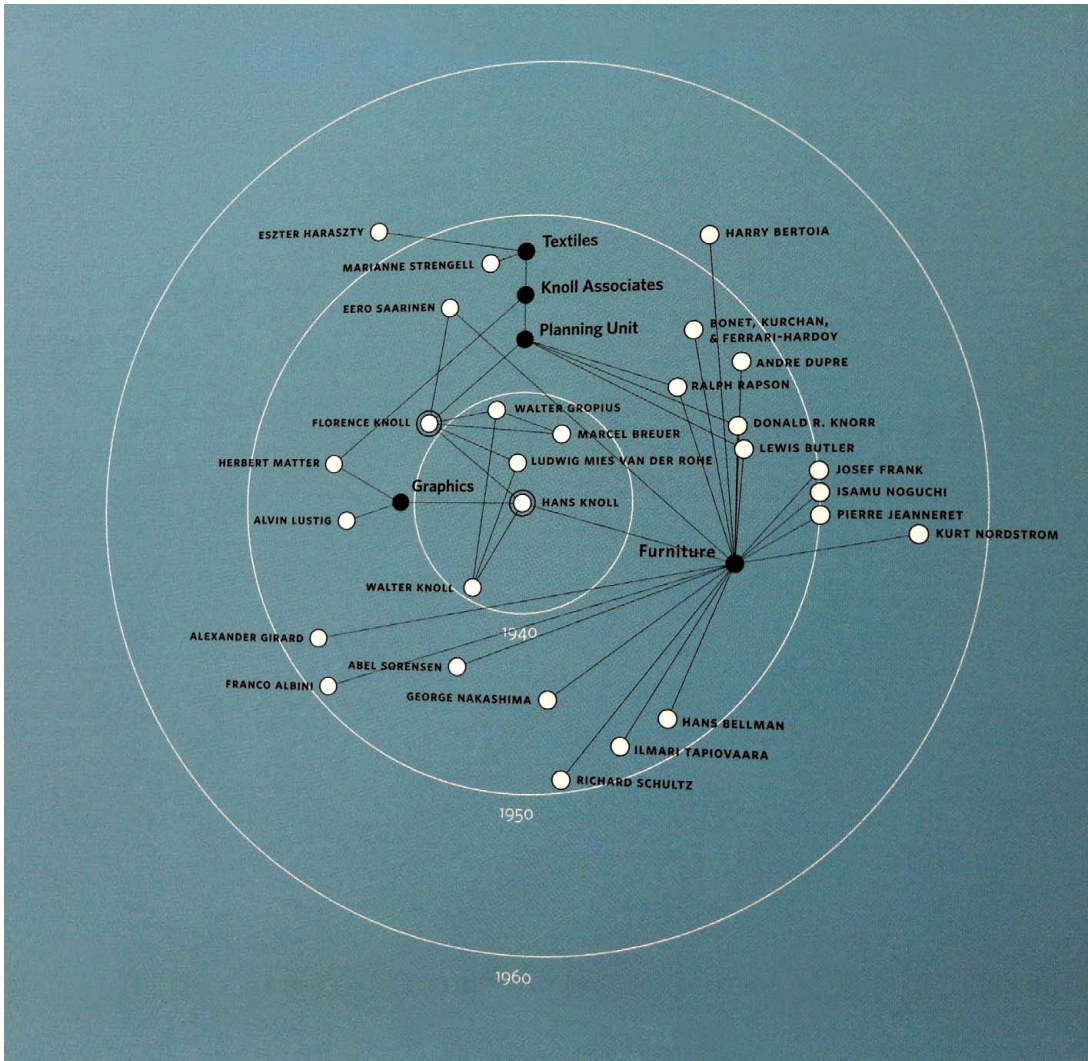 ESZTER HARASZTY
HARRY BERTOIA
Textiles
MARIANNE STRENGELL
Knoll Associates
EERO SAARINEN
BONET, KURCHAN,
& FERRARI-HARDOY
Planning Unit
ANDRE DUPRE
RALPH RAPSON
WALTER GROPIUS
FLORENCE KNOLL
DONALD R. KNORR
MARCEL BREUER
LEWIS BUTLER
HERBERT MATTER
LUDWIG MIES VAN DER ROHE
JOSEF FRANK
Graphics
ISAMU NOGUCHI
HANS KNOLL
ALVIN LUSTIG
PIERRE JEANNERET
KURT NORDSTROM
Furniture
WALTER KNOLL
1940
ALEXANDER GIRARD
ABEL SORENSEN
FRANCO ALBINI
GEORGE NAKASHIMA
HANS BELLMAN
ILMARI TAPIOVAARA
RICHARD SCHULTZ
1950
1960